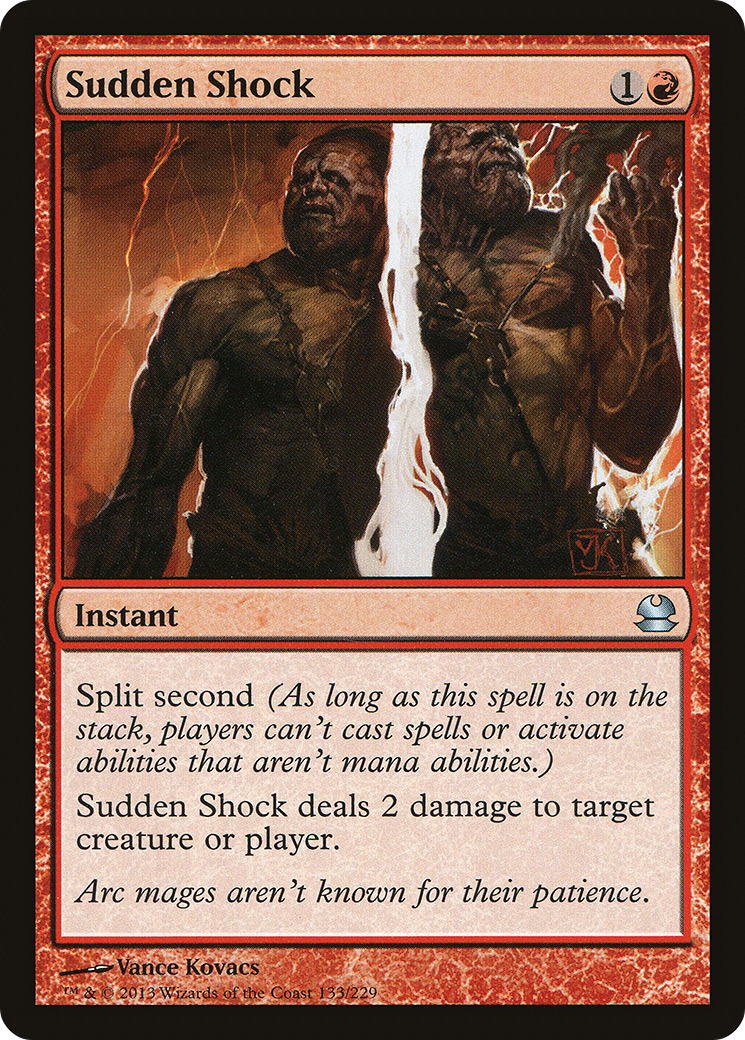 Sudden Shock 1
VK
Instant
Split second (As long as this spell is on the
stack, players can't cast spells or activate
abilities that aren't mana abilities.)
Sudden Shock deals 2 damage to target
creature or player.
Arc mages aren't known for their patience.
Vance Kovacs
™ & © 2013 Wizards of the Coast 133/229